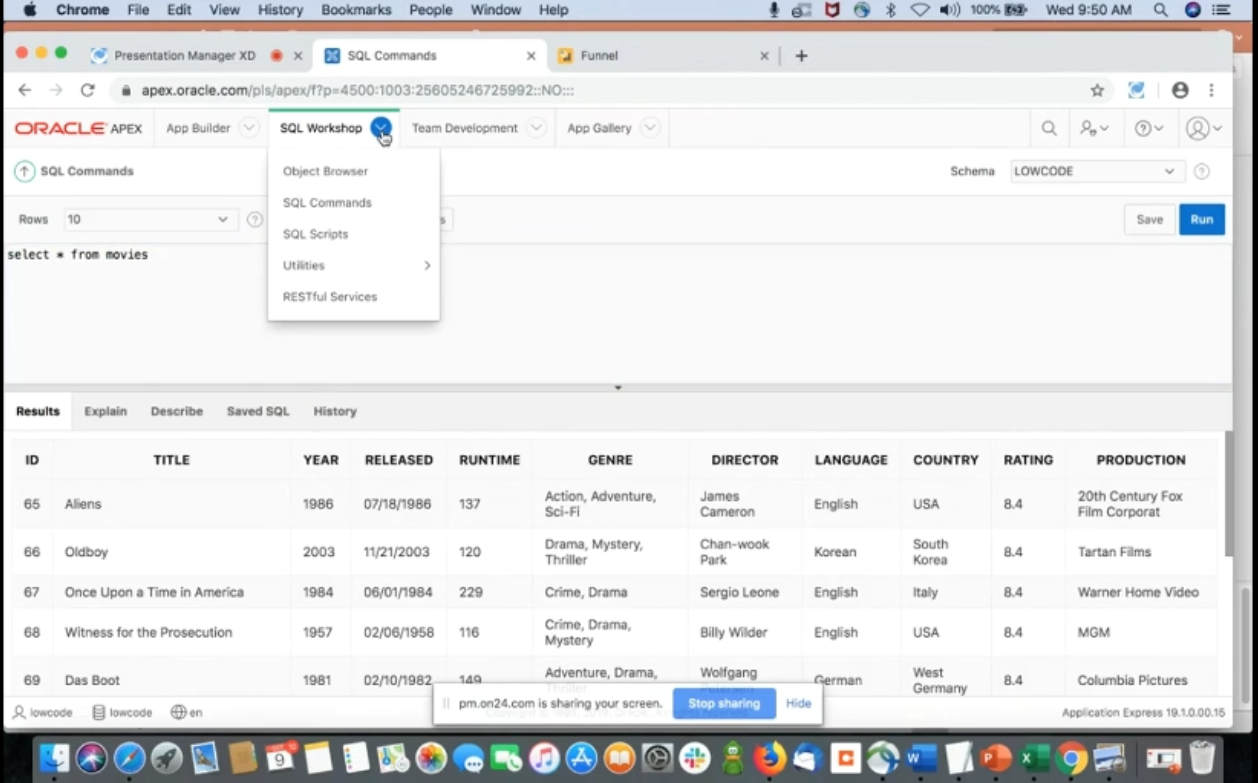 Chrome File Edit View History Bookmarks People Window Help 100% Wed 9:50 AM
Presentation Manager XD SQL Commands Funnel
apex.oracle.com/pls/apex/f?p=4500:1003:25605246725992::NO:::
ORACLE APEX App Builder SQL Workshop Team Development App Gallery
SQL Commands Schema LOWCODE
Object Browser
SQL Commands
SQL Scripts
Utilities
RESTful Services
Rows 10 s Save Run
select * from movies
Results Explain Describe Saved SQL History
ID TITLE YEAR RELEASED RUNTIME GENRE DIRECTOR LANGUAGE COUNTRY RATING PRODUCTION
65 Aliens 1986 07/18/1986 137 Action, Adventure, Sci-Fi James Cameron English USA 8.4 20th Century Fox Film Corporat
66 Oldboy 2003 11/21/2003 120 Drama, Mystery, Thriller Chan-wook Park Korean South Korea 8.4 Tartan Films
67 Once Upon a Time in America 1984 06/01/1984 229 Crime, Drama Sergio Leone English Italy 8.4 Warner Home Video
68 Witness for the Prosecution 1957 02/06/1958 116 Crime, Drama, Mystery Billy Wilder English USA 8.4 MGM
69 Das Boot 1981 02/10/1982 149 Adventure, Drama, Thriller Wolfgang Petersen German West Germany 8.4 Columbia Pictures
pm.on24.com is sharing your screen. Stop sharing Hide
lowcode lowcode en Application Express 19.1.0.00.15
9